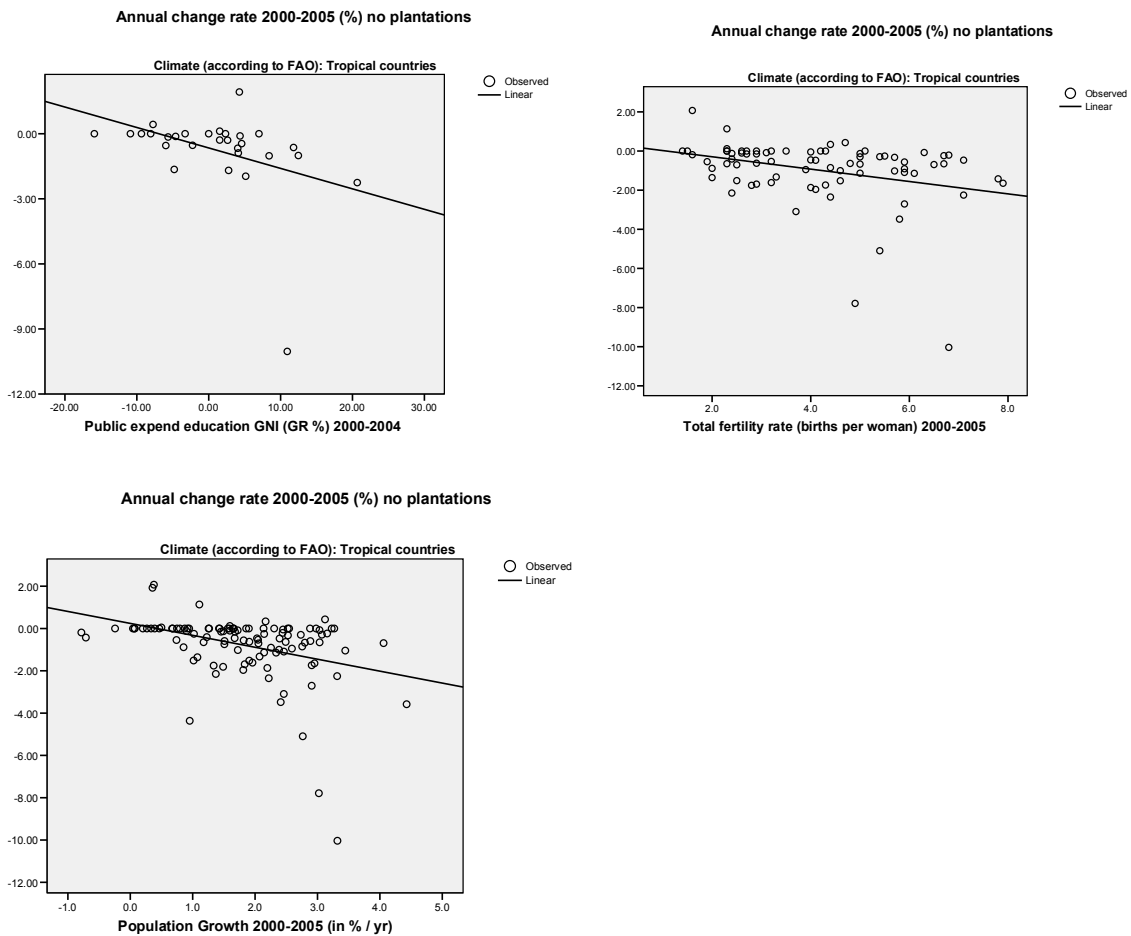 Annual change rate 2000-2005 (%) no plantations
Climate (according to FAO): Tropical countries
Observed
Linear
0.00
-3.00
-6.00
-9.00
-12.00
-20.00 -10.00 0.00 10.00 20.00 30.00
Public expend education GNI (GR %) 2000-2004
Annual change rate 2000-2005 (%) no plantations
Climate (according to FAO): Tropical countries
Observed
Linear
2.00
0.00
-2.00
-4.00
-6.00
-8.00
-10.00
-12.00
2.0 4.0 6.0 8.0
Total fertility rate (births per woman) 2000-2005
Annual change rate 2000-2005 (%) no plantations
Climate (according to FAO): Tropical countries
Observed
Linear
2.00
0.00
-2.00
-4.00
-6.00
-8.00
-10.00
-12.00
-1.0 0.0 1.0 2.0 3.0 4.0 5.0
Population Growth 2000-2005 (in % / yr)